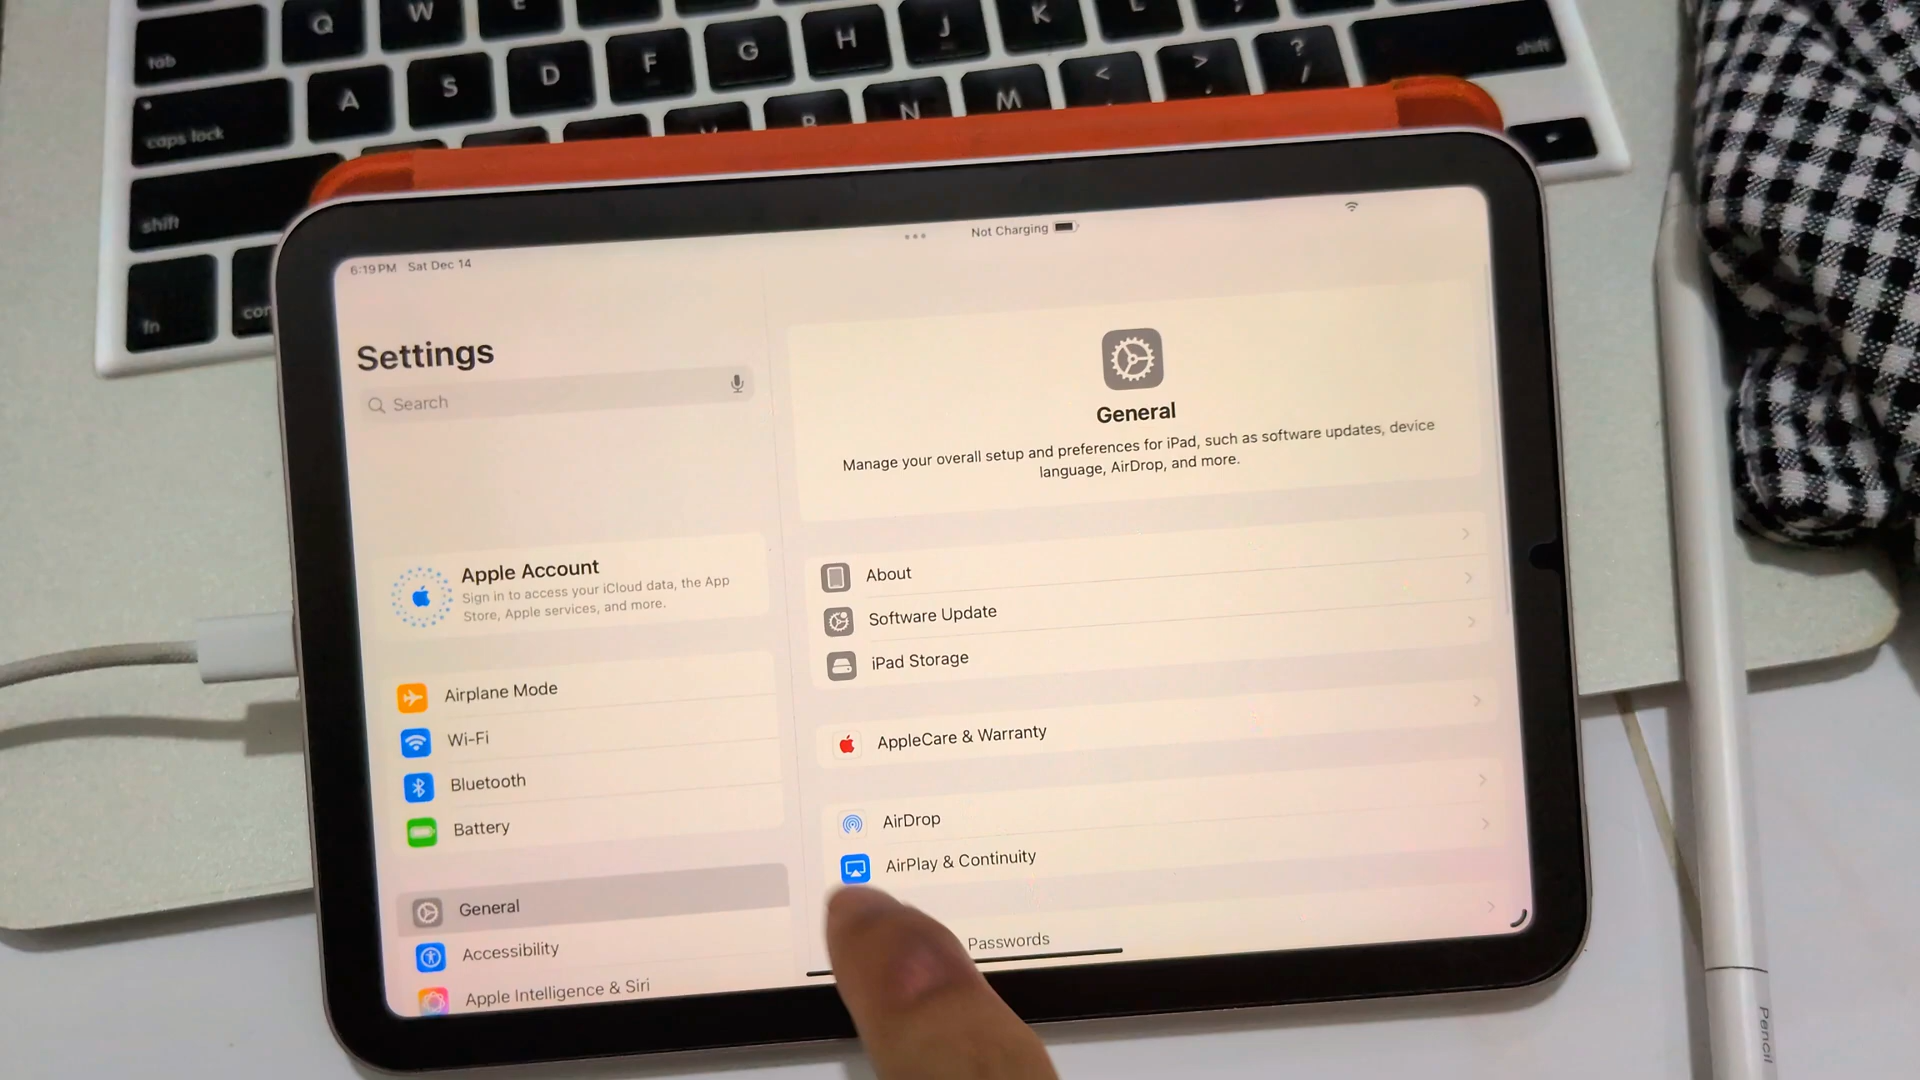 Q W E
tab
A S D F G H J K L ;
caps lock
N M < , > . ? /
shift
shift
fn
6:19 PM Sat Dec 14
Not Charging
Settings
Search
Apple Account
Sign in to access your iCloud data, the App
Store, Apple services, and more.
Airplane Mode
Wi-Fi
Bluetooth
Battery
General
Accessibility
Apple Intelligence & Siri
General
Manage your overall setup and preferences for iPad, such as software updates, device
language, AirDrop, and more.
About
Software Update
iPad Storage
AppleCare & Warranty
AirDrop
AirPlay & Continuity
Passwords
Pencil